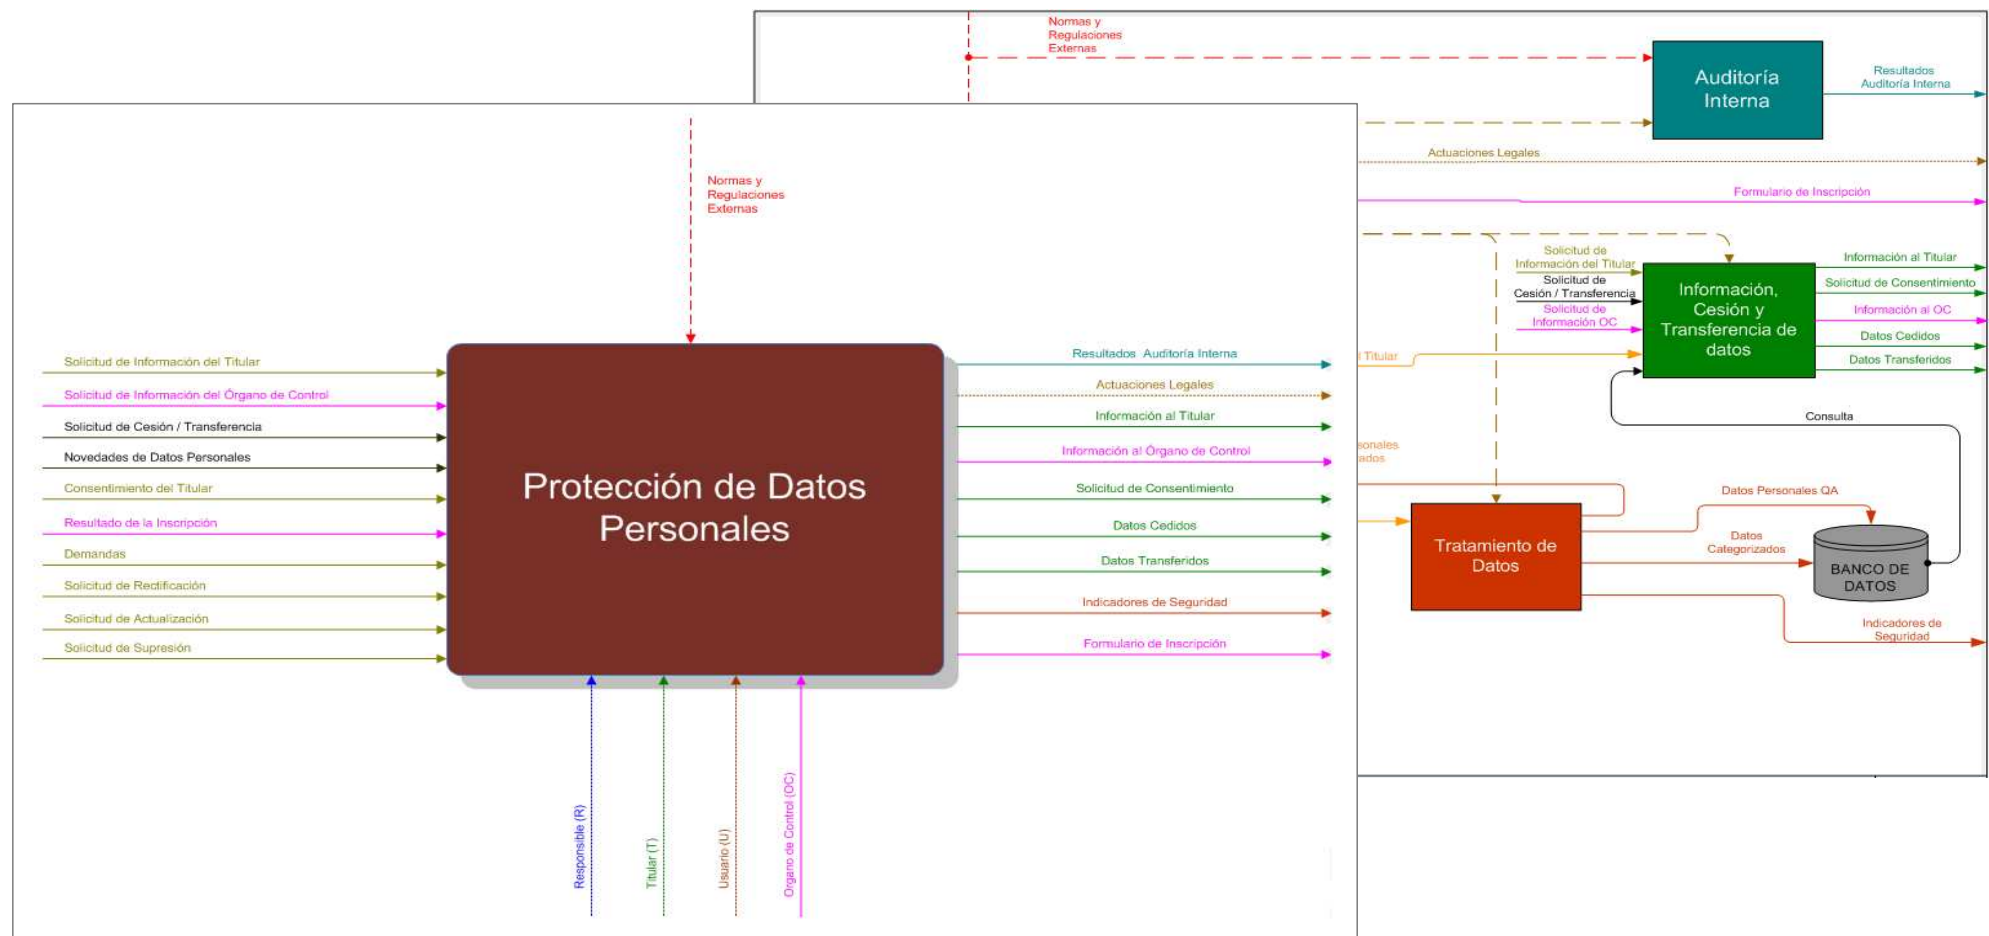 Normas y
Regulaciones
Externas
Auditoría
Interna
Resultados
Auditoría Interna
Actuaciones Legales
Formulario de Inscripción
Solicitud de
Información del Titular
Solicitud de
Cesión / Transferencia
Solicitud de
Información OC
Información,
Cesión y
Transferencia de
datos
Información al Titular
Solicitud de Consentimiento
Información al OC
Datos Cedidos
Datos Transferidos
l Titular
Consulta
sonales
ados
Tratamiento de
Datos
Datos Personales QA
Datos
Categorizados
BANCO DE
DATOS
Indicadores de
Seguridad
Normas y
Regulaciones
Externas
Solicitud de Información del Titular
Solicitud de Información del Órgano de Control
Solicitud de Cesión / Transferencia
Novedades de Datos Personales
Consentimiento del Titular
Resultado de la Inscripción
Demandas
Solicitud de Rectificación
Solicitud de Actualización
Solicitud de Supresión
Protección de Datos
Personales
Resultados Auditoría Interna
Actuaciones Legales
Información al Titular
Información al Órgano de Control
Solicitud de Consentimiento
Datos Cedidos
Datos Transferidos
Indicadores de Seguridad
Formulario de Inscripción
Responsible (R)
Titular (T)
Usuario (U)
Organo de Control (OC)